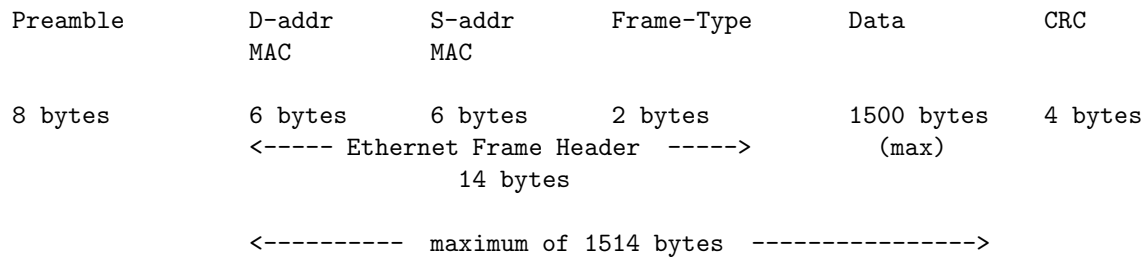 Preamble D-addr S-addr Frame-Type Data CRC
MAC MAC
8 bytes 6 bytes 6 bytes 2 bytes 1500 bytes 4 bytes
<----- Ethernet Frame Header -----> (max)
14 bytes
<---------- maximum of 1514 bytes ---------------->